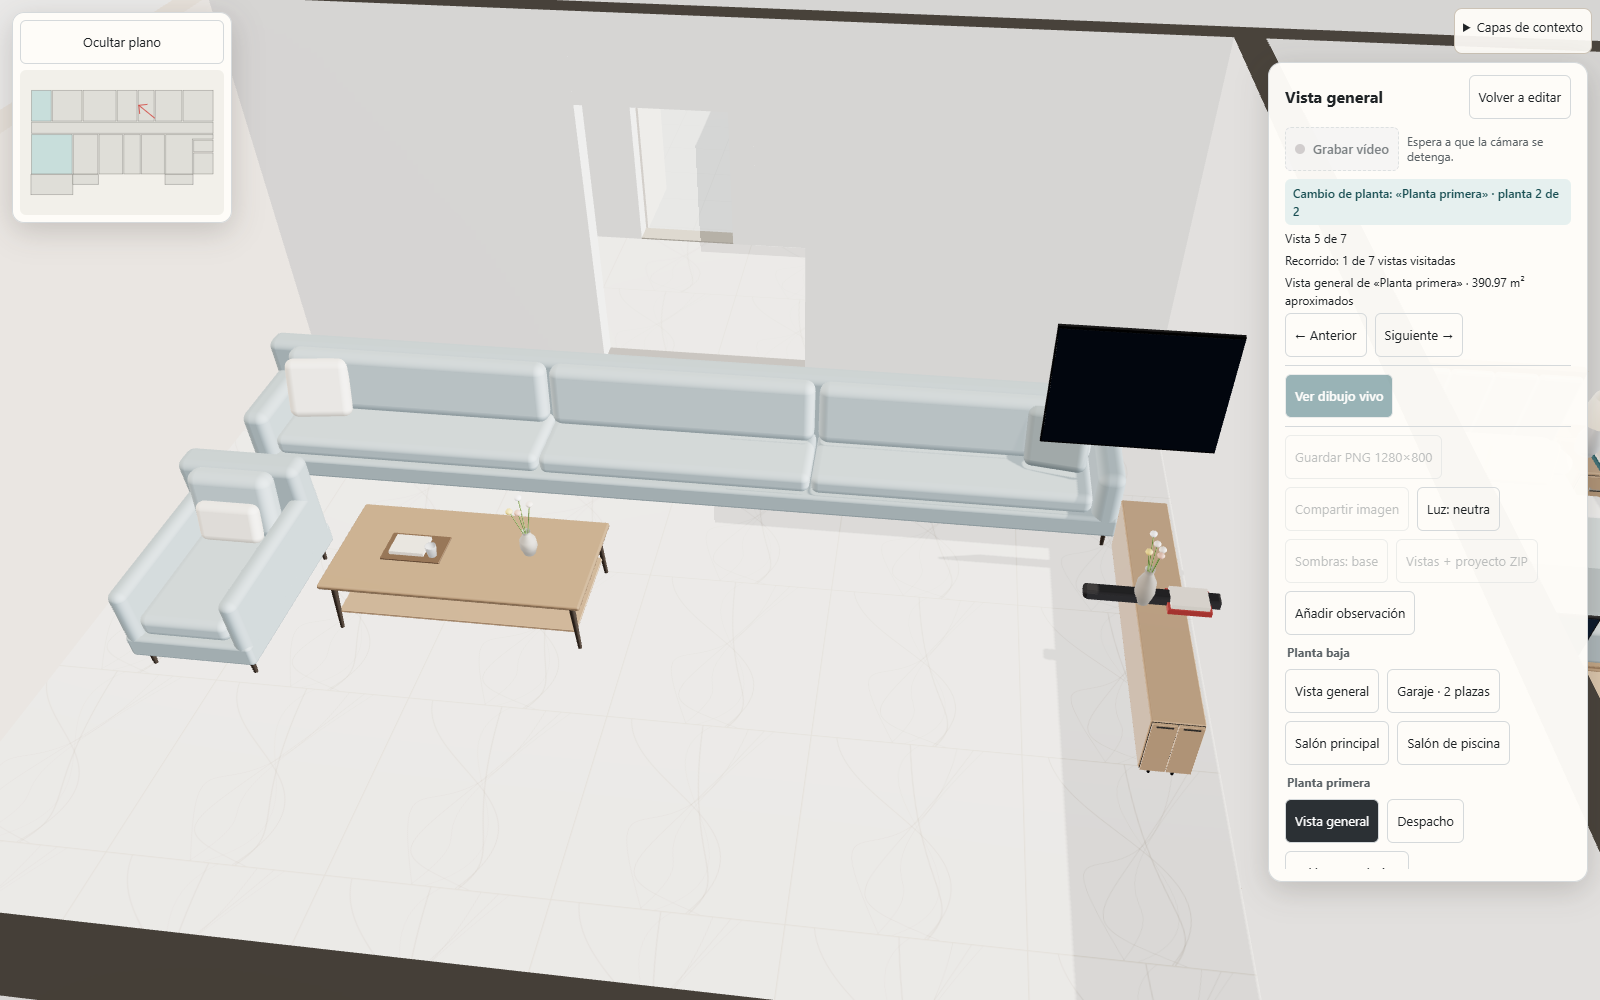 Ocultar plano
▶ Capas de contexto
Vista general
Volver a editar
Grabar vídeo
Espera a que la cámara se
detenga.
Cambio de planta: «Planta primera» · planta 2 de
2
Vista 5 de 7
Recorrido: 1 de 7 vistas visitadas
Vista general de «Planta primera» · 390.97 m²
aproximados
← Anterior
Siguiente →
Ver dibujo vivo
Guardar PNG 1280×800
Compartir imagen
Luz: neutra
Sombras: base
Vistas + proyecto ZIP
Añadir observación
Planta baja
Vista general
Garaje · 2 plazas
Salón principal
Salón de piscina
Planta primera
Vista general
Despacho